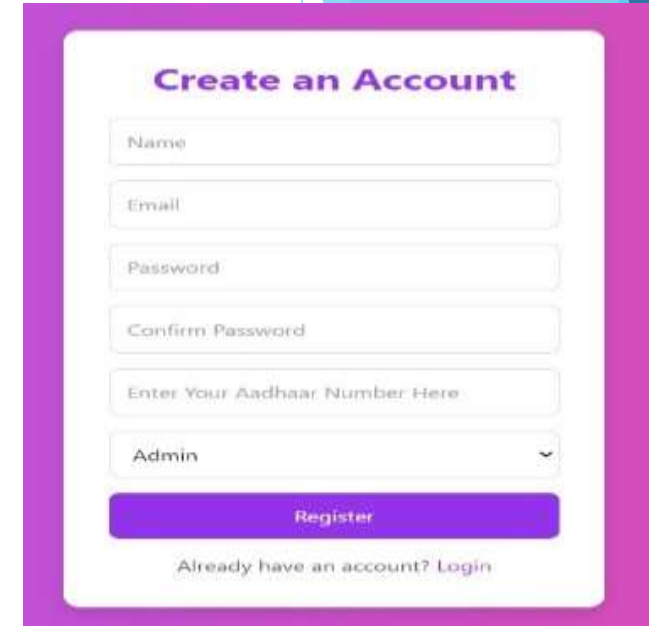 Create an Account
Name
Email
Password
Confirm Password
Enter Your Aadhaar Number Here
Admin
Register
Already have an account? Login